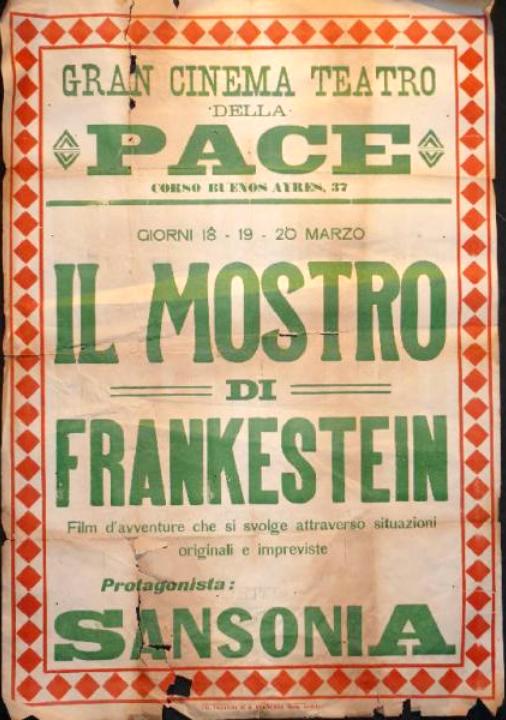 GRAN CINEMA TEATRO
DELLA
PACE
CORSO BUENOS AYRES, 37
GIORNI 18 - 19 - 20 MARZO
IL MOSTRO
DI
FRANKESTEIN
Film d'avventure che si svolge attraverso situazioni
originali e impreviste
Protagonista:
SANSONIA